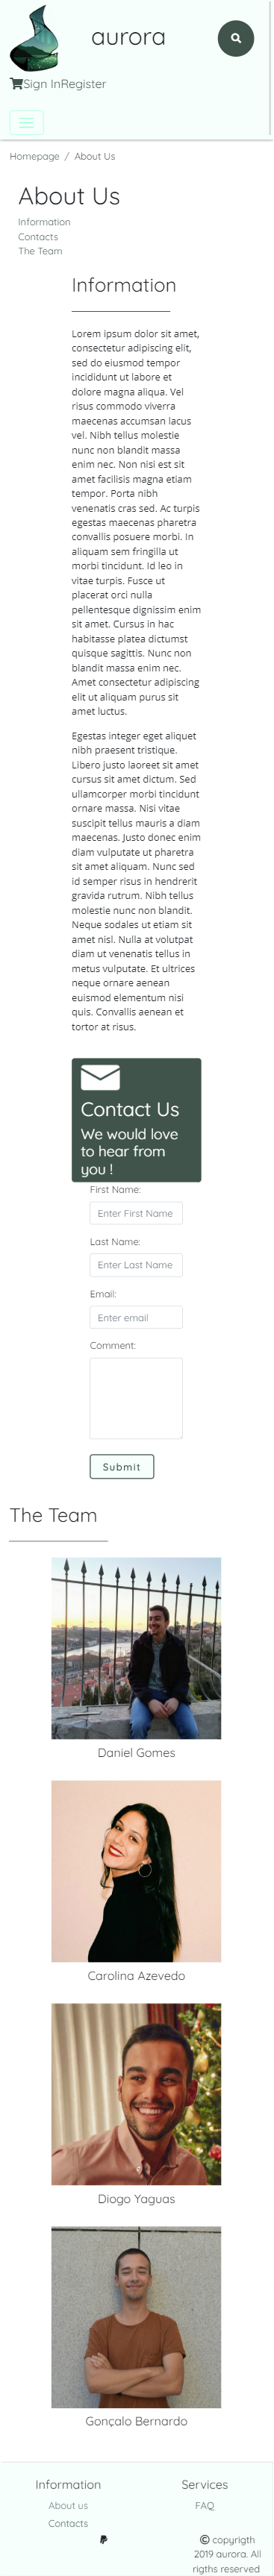 aurora
Sign InRegister
Homepage / About Us
About Us
Information
Contacts
The Team
Information
Lorem ipsum dolor sit amet,
consectetur adipiscing elit,
sed do eiusmod tempor
incididunt ut labore et
dolore magna aliqua. Vel
risus commodo viverra
maecenas accumsan lacus
vel. Nibh tellus molestie
nunc non blandit massa
enim nec. Non nisi est sit
amet facilisis magna etiam
tempor. Porta nibh
venenatis cras sed. Ac turpis
egestas maecenas pharetra
convallis posuere morbi. In
aliquam sem fringilla ut
morbi tincidunt. Id leo in
vitae turpis. Fusce ut
placerat orci nulla
pellentesque dignissim enim
sit amet. Cursus in hac
habitasse platea dictumst
quisque sagittis. Nunc non
blandit massa enim nec.
Amet consectetur adipiscing
elit ut aliquam purus sit
amet luctus.
Egestas integer eget aliquet
nibh praesent tristique.
Libero justo laoreet sit amet
cursus sit amet dictum. Sed
ullamcorper morbi tincidunt
ornare massa. Nisi vitae
suscipit tellus mauris a diam
maecenas. Justo donec enim
diam vulputate ut pharetra
sit amet aliquam. Nunc sed
id semper risus in hendrerit
gravida rutrum. Nibh tellus
molestie nunc non blandit.
Neque sodales ut etiam sit
amet nisl. Nulla at volutpat
diam ut venenatis tellus in
metus vulputate. Et ultrices
neque ornare aenean
euismod elementum nisi
quis. Convallis aenean et
tortor at risus.
Contact Us
We would love
to hear from
you !
First Name:
Enter First Name
Last Name:
Enter Last Name
Email:
Enter email
Comment:
Submit
The Team
Daniel Gomes
Carolina Azevedo
Diogo Yaguas
Gonçalo Bernardo
Information
Services
About us
FAQ
Contacts
© copyrigth
2019 aurora. All
rigths reserved